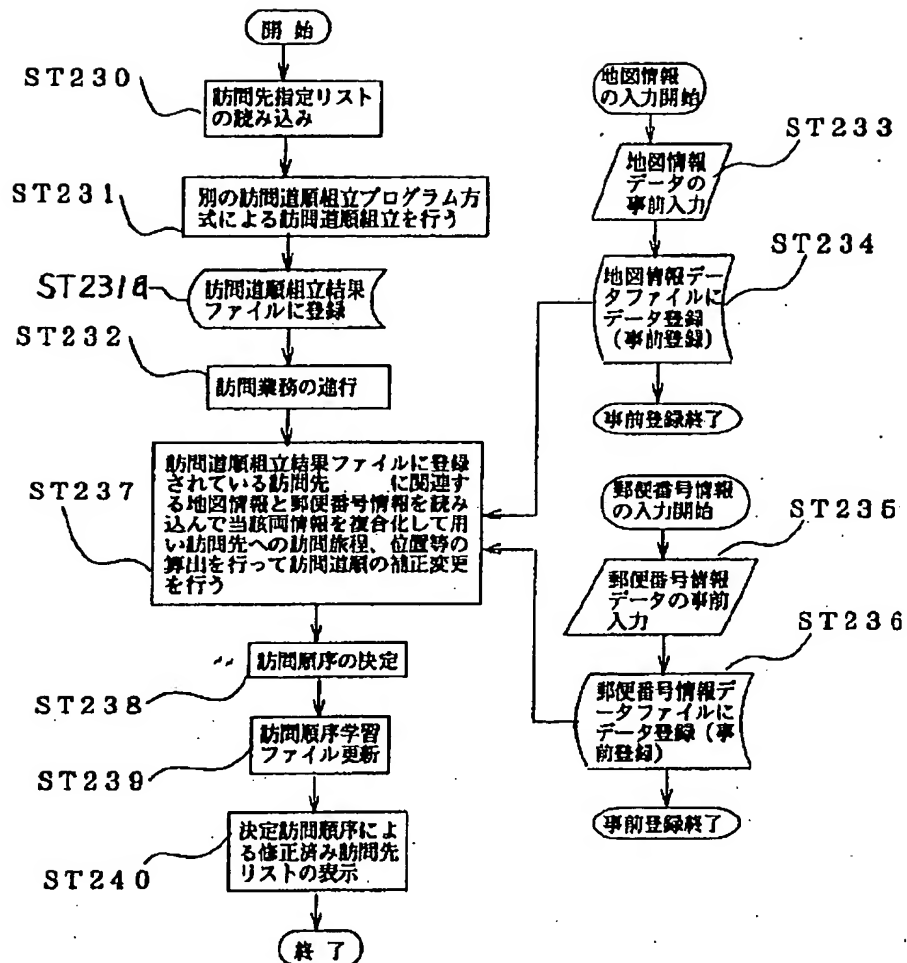 開始
ST230
訪問先指定リスト
の読み込み
ST231
別の訪問道順組立プログラム方
式による訪問道順組立を行う
ST231a
訪問道順組立結果
ファイルに登録
ST232
訪問業務の進行
ST237
訪問道順組立結果ファイルに登録
されている訪問先 に関連す
る地図情報と郵便番号情報を読み
込んで当該両情報を複合化して用
い訪問先への訪問旅程、位置等の
算出を行って訪問道順の補正変更
を行う
ST238
訪問順序の決定
ST239
訪問順序学習
ファイル更新
ST240
決定訪問順序によ
る修正済み訪問先
リストの表示
終了
地図情報
の入力開始
ST233
地図情報
データの
事前入力
ST234
地図情報デー
タファイルに
データ登録
(事前登録)
事前登録終了
郵便番号情報
の入力開始
ST235
郵便番号情報
データの事前
入力
ST236
郵便番号情報デ
ータファイルに
データ登録(事
前登録)
事前登録終了